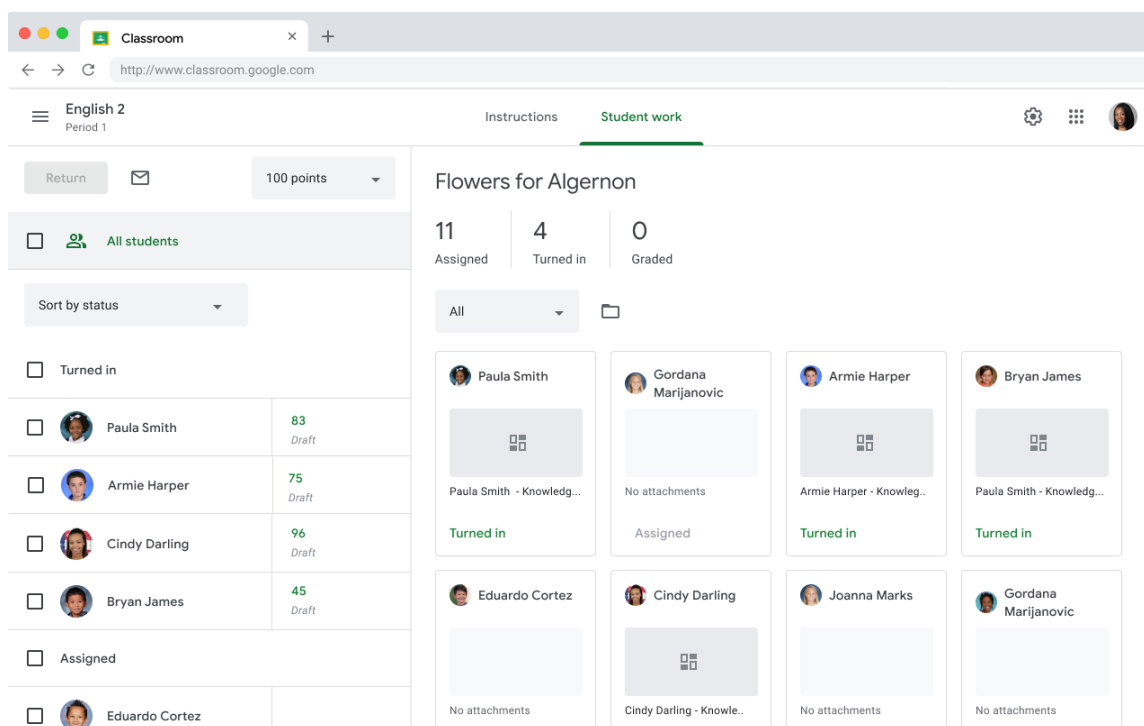 Classroom
http://www.classroom.google.com
English 2
Period 1
Instructions
Student work
Return
100 points
All students
Sort by status
Turned in
Paula Smith
83
Draft
Armie Harper
75
Draft
Cindy Darling
96
Draft
Bryan James
45
Draft
Assigned
Eduardo Cortez
Flowers for Algernon
11
Assigned
4
Turned in
0
Graded
All
Paula Smith
Paula Smith - Knowledg...
Turned in
Gordana
Marijanovic
No attachments
Assigned
Armie Harper
Armie Harper - Knowleg..
Turned in
Bryan James
Paula Smith - Knowledg...
Turned in
Eduardo Cortez
No attachments
Cindy Darling
Cindy Darling - Knowle..
Joanna Marks
No attachments
Gordana
Marijanovic
No attachments